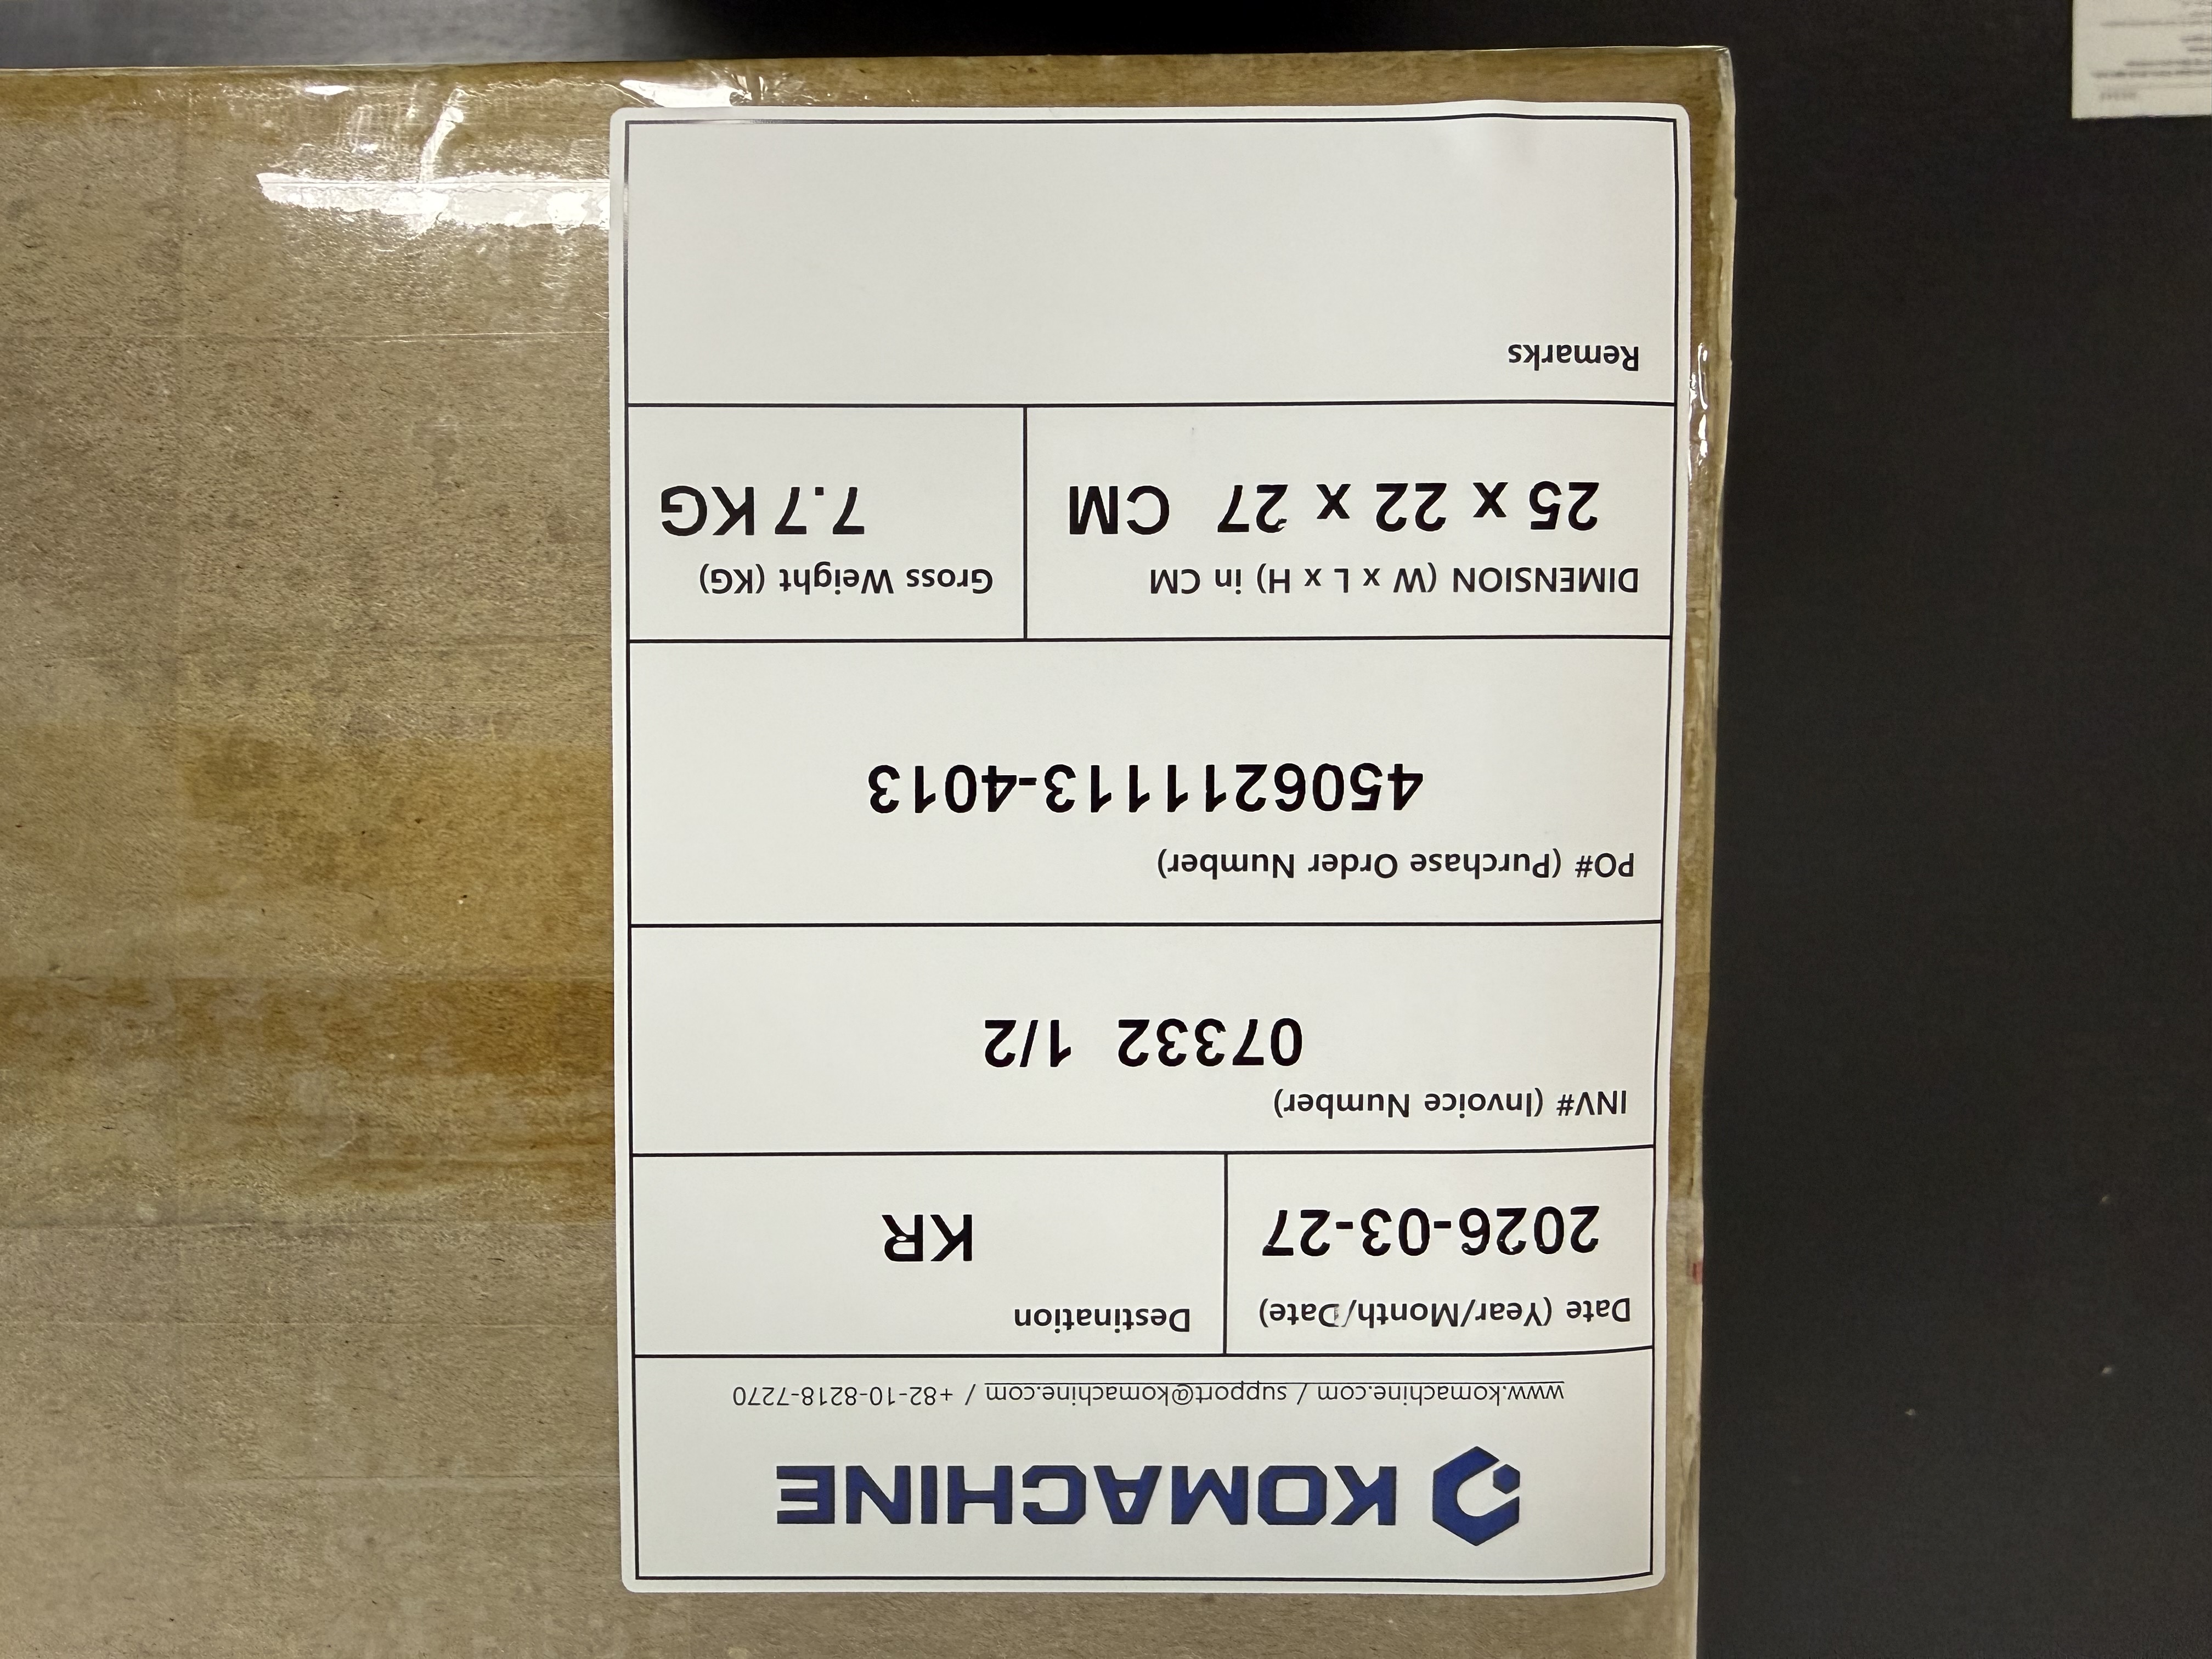 KOMACHINE
www.komachine.com / support@komachine.com / +82-10-8218-7270
Date (Year/Month/Date)
2026-03-27
Destination
KR
INV# (Invoice Number)
07332 1/2
PO# (Purchase Order Number)
450621113-4013
DIMENSION (W x L x H) in CM
25 x 22 x 27 CM
Gross Weight (KG)
7.7 KG
Remarks